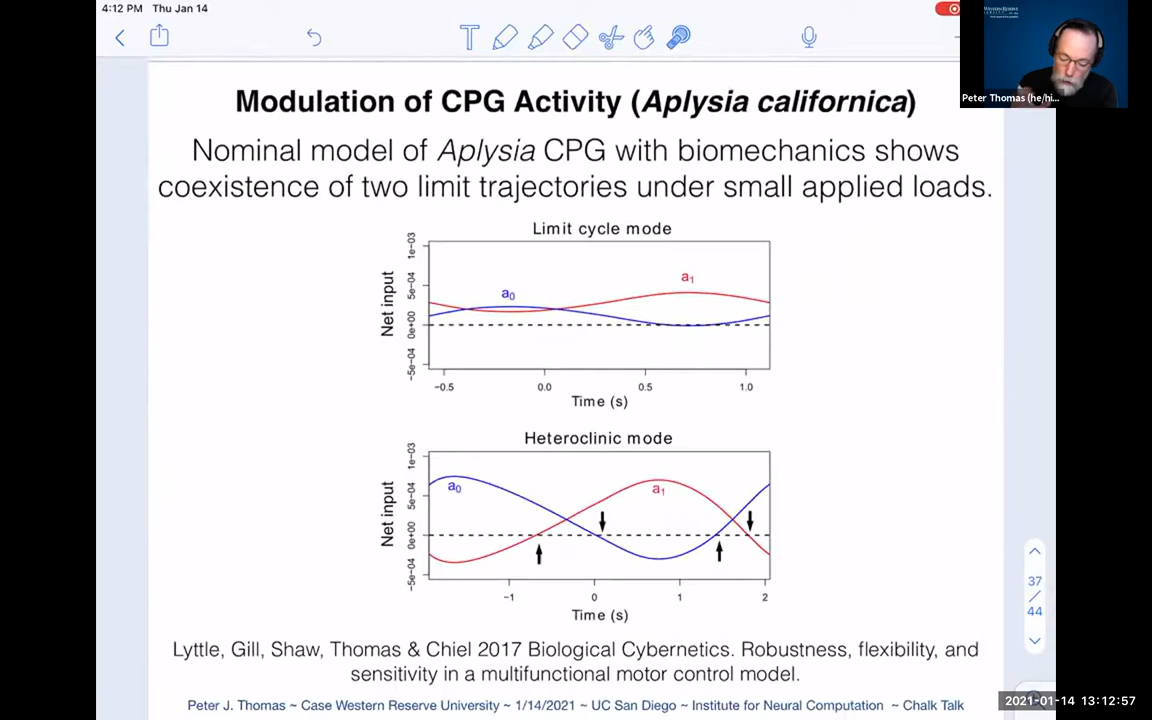 4:12 PM Thu Jan 14
Modulation of CPG Activity (Aplysia californica)
Nominal model of Aplysia CPG with biomechanics shows
coexistence of two limit trajectories under small applied loads.
Limit cycle mode
Net input
1e-03
5e-04
0e+00
-5e-04
a0
a1
-0.5 0.0 0.5 1.0
Time (s)
Heteroclinic mode
Net input
1e-03
5e-04
0e+00
-5e-04
a0
a1
-1 0 1 2
Time (s)
Lyttle, Gill, Shaw, Thomas & Chiel 2017 Biological Cybernetics. Robustness, flexibility, and
sensitivity in a multifunctional motor control model.
Peter J. Thomas ~ Case Western Reserve University ~ 1/14/2021 ~ UC San Diego ~ Institute for Neural Computation ~ Chalk Talk
37
/
44
Peter Thomas (he/hi...
2021-01-14 13:12:57